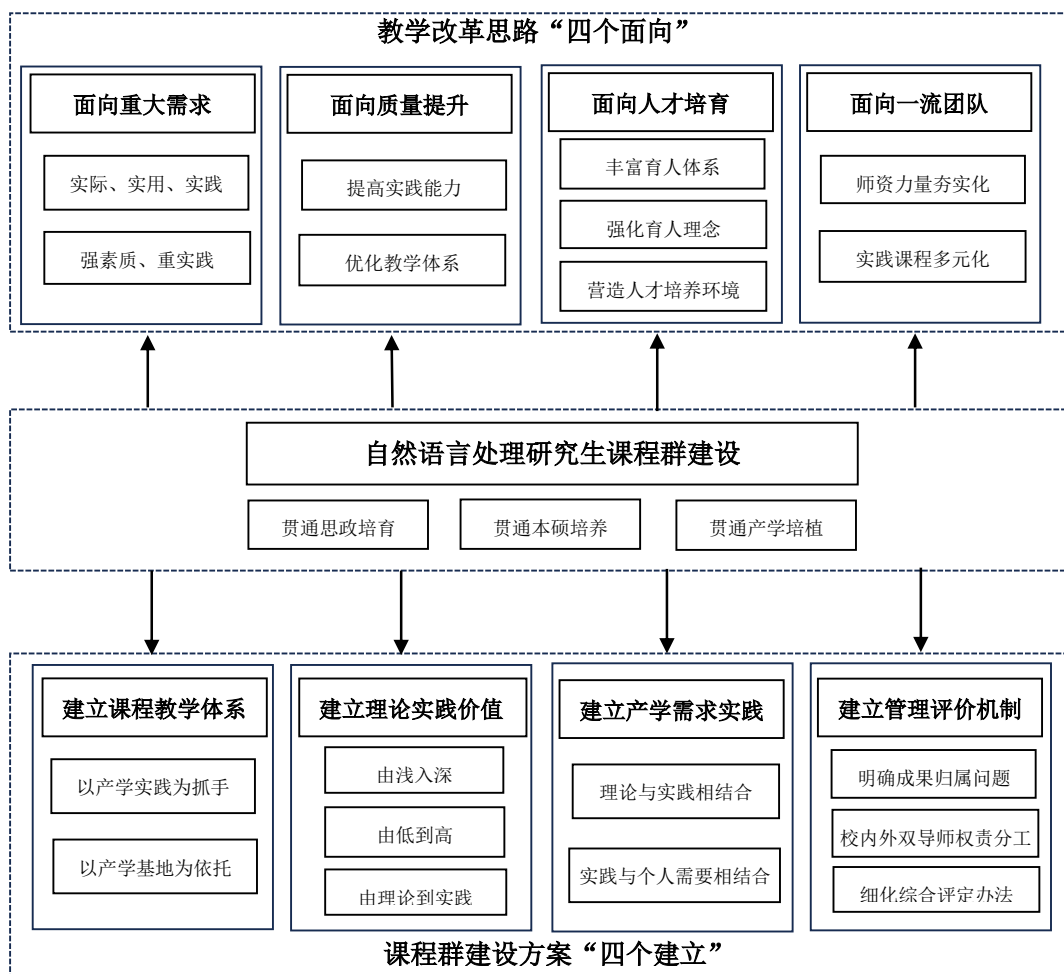 教学改革思路“四个面向”
面向重大需求
实际、实用、实践
强素质、重实践
面向质量提升
提高实践能力
优化教学体系
面向人才培育
丰富育人体系
强化育人理念
营造人才培养环境
面向一流团队
师资力量夯实化
实践课程多元化
自然语言处理研究生课程群建设
贯通思政培育
贯通本硕培养
贯通产学培植
建立课程教学体系
以产学实践为抓手
以产学基地为依托
建立理论实践价值
由浅入深
由低到高
由理论到实践
建立产学需求实践
理论与实践相结合
实践与个人需要相结合
建立管理评价机制
明确成果归属问题
校内外双导师权责分工
细化综合评定办法
课程群建设方案“四个建立”